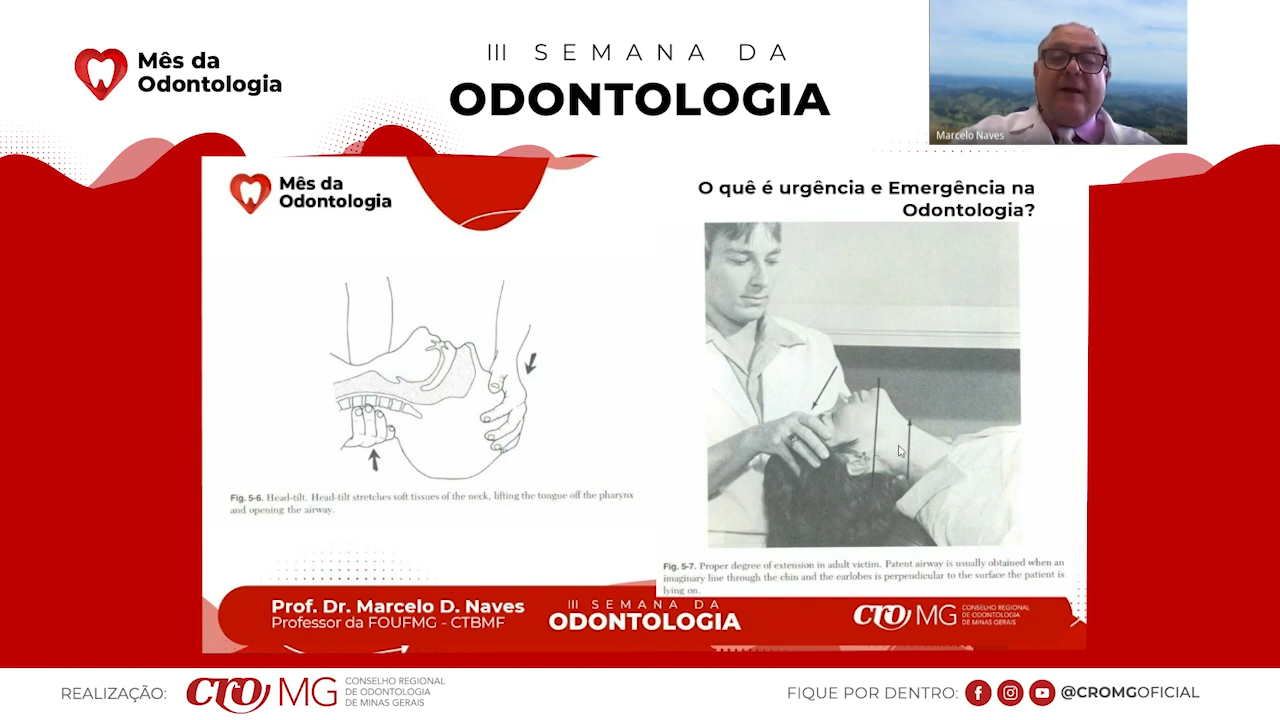 Mês da
Odontologia
III SEMANA DA
ODONTOLOGIA
Marcelo Naves
Mês da
Odontologia
O quê é urgência e Emergência na
Odontologia?
Fig. 5-6. Head-tilt. Head-tilt stretches soft tissues of the neck, lifting the tongue off the pharynx
and opening the airway.
Fig. 5-7. Proper degree of extension in adult victim. Patent airway is usually obtained when an
imaginary line through the chin and the earlobes is perpendicular to the surface the patient is
lying on.
Prof. Dr. Marcelo D. Naves
Professor da FOUFMG - CTBMF
III SEMANA DA
ODONTOLOGIA
CRO MG
CONSELHO REGIONAL
DE ODONTOLOGIA
DE MINAS GERAIS
REALIZAÇÃO:
CRO MG
CONSELHO REGIONAL
DE ODONTOLOGIA
DE MINAS GERAIS
FIQUE POR DENTRO:
@CROMGOFICIAL